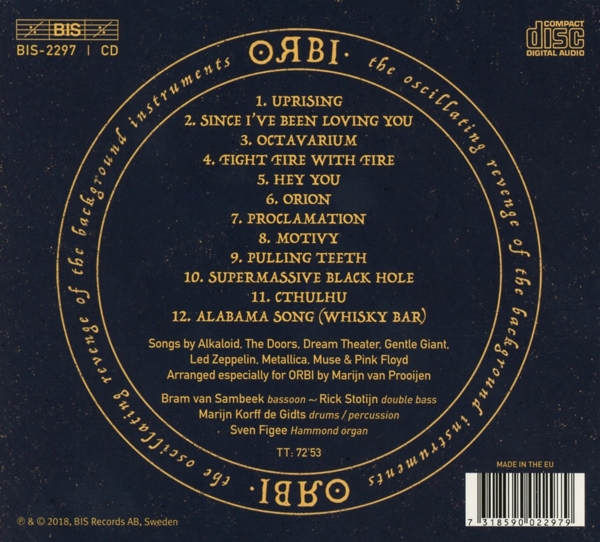 BIS
BIS-2297 | CD
COMPACT
disc
DIGITAL AUDIO
OЯBI · the oscillating revenge of the background instruments
OЯBI · the oscillating revenge of the background instruments
1. UPRISING
2. SINCE I'VE BEEN LOVING YOU
3. OCTAVARIUM
4. FIGHT FIRE WITH FIRE
5. HEY YOU
6. ORION
7. PROCLAMATION
8. MOTIVY
9. PULLING TEETH
10. SUPERMASSIVE BLACK HOLE
11. CTHULHU
12. ALABAMA SONG (WHISKY BAR)
Songs by Alkaloid, The Doors, Dream Theater, Gentle Giant,
Led Zeppelin, Metallica, Muse & Pink Floyd
Arranged especially for ORBI by Marijn van Prooijen
Bram van Sambeek bassoon ~ Rick Stotijn double bass
Marijn Korff de Gidts drums / percussion
Sven Figee Hammond organ
TT: 72'53
MADE IN THE EU
7 318590 022979
℗ & © 2018, BIS Records AB, Sweden